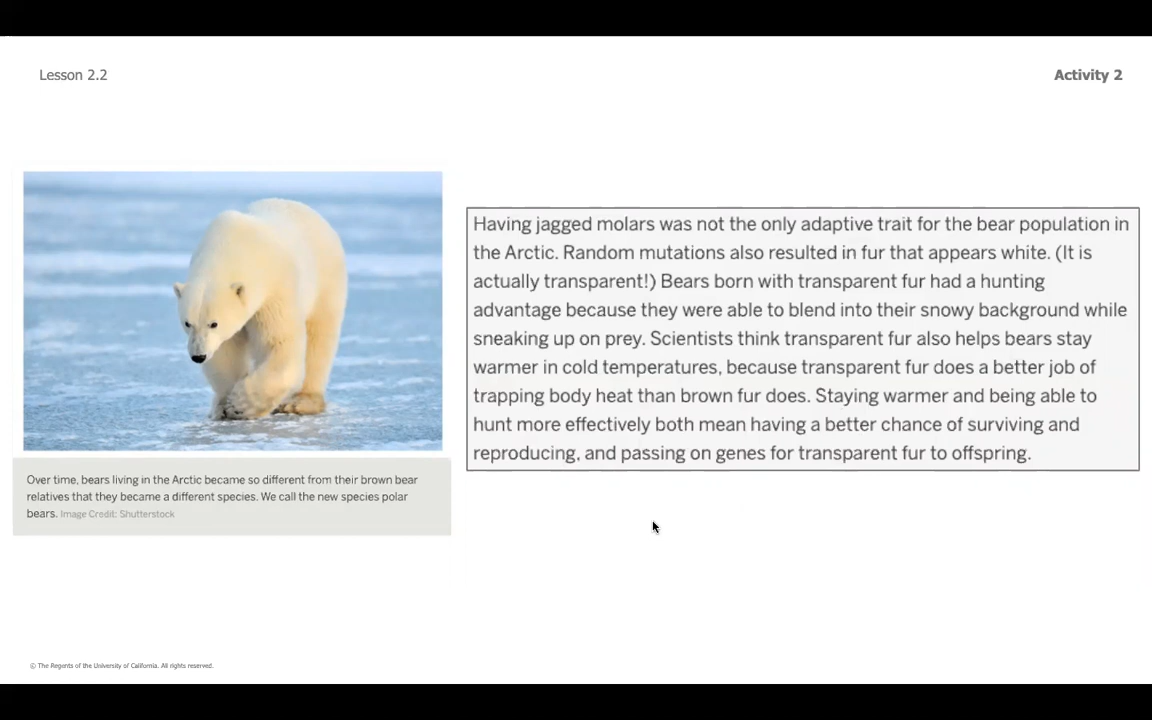 Lesson 2.2
Activity 2
Having jagged molars was not the only adaptive trait for the bear population in
the Arctic. Random mutations also resulted in fur that appears white. (It is
actually transparent!) Bears born with transparent fur had a hunting
advantage because they were able to blend into their snowy background while
sneaking up on prey. Scientists think transparent fur also helps bears stay
warmer in cold temperatures, because transparent fur does a better job of
trapping body heat than brown fur does. Staying warmer and being able to
hunt more effectively both mean having a better chance of surviving and
reproducing, and passing on genes for transparent fur to offspring.
Over time, bears living in the Arctic became so different from their brown bear
relatives that they became a different species. We call the new species polar
bears. Image Credit: Shutterstock
© The Regents of the University of California. All rights reserved.